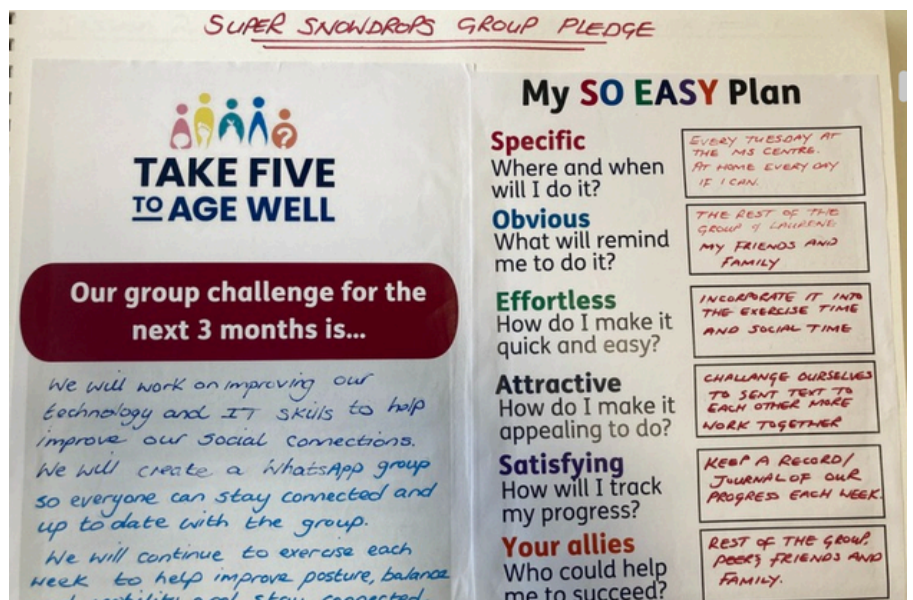 SUPER SNOWDROPS GROUP PLEDGE
TAKE FIVE
TO AGE WELL
Our group challenge for the
next 3 months is...
We will work on improving our
technology and IT skills to help
improve our social connections.
We will create a WhatsApp group
so everyone can stay connected and
up to date with the group.
We will continue to exercise each
week to help improve posture, balance
stay connected
My SO EASY Plan
Specific
Where and when
will I do it?
EVERY TUESDAY AT
THE MS CENTRE.
AT HOME EVERY DAY
IF I CAN.
Obvious
What will remind
me to do it?
THE REST OF THE
GROUP & LAURENE
MY FRIENDS AND
FAMILY
Effortless
How do I make it
quick and easy?
INCORPORATE IT INTO
THE EXERCISE TIME
AND SOCIAL TIME
Attractive
How do I make it
appealing to do?
CHALLANGE OURSELVES
TO SENT TEXT TO
EACH OTHER MORE
WORK TOGETHER
Satisfying
How will I track
my progress?
KEEP A RECORD/
JOURNAL OF OUR
PROGRESS EACH WEEK.
Your allies
Who could help
me to succeed?
REST OF THE GROUP,
PEERS, FRIENDS AND
FAMILY.